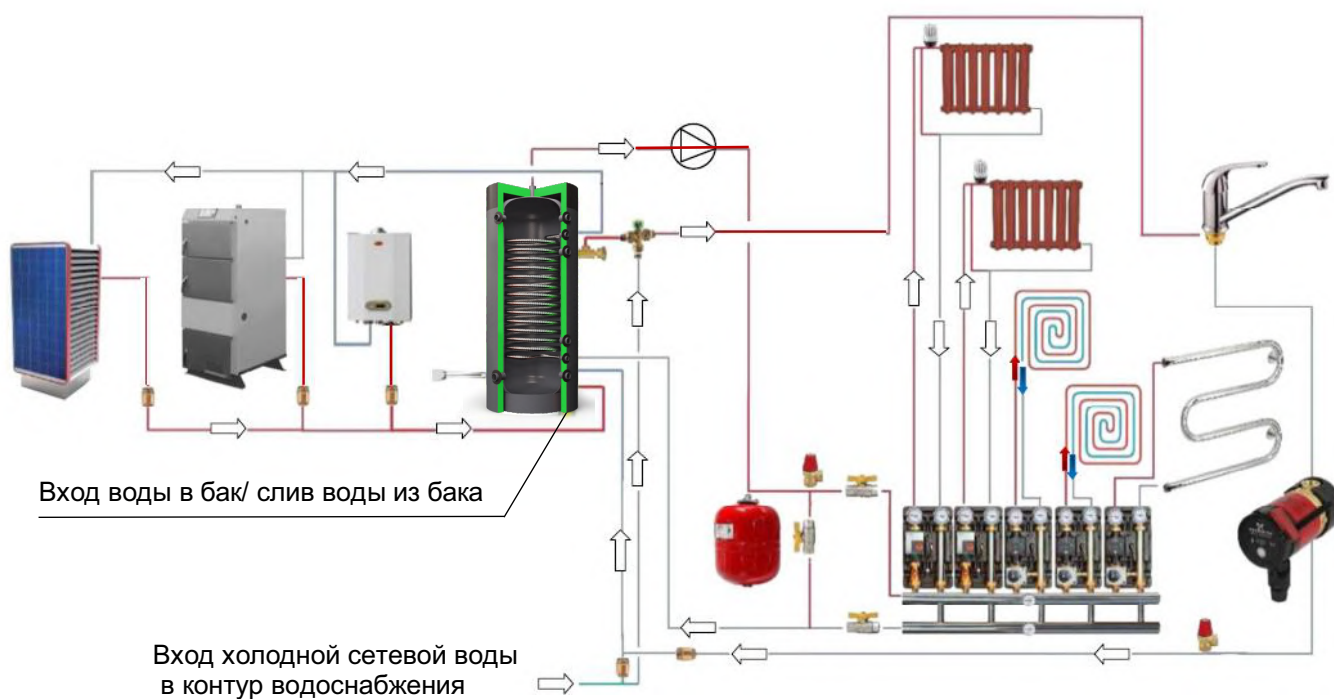 Вход воды в бак/ слив воды из бака
Вход холодной сетевой воды
в контур водоснабжения